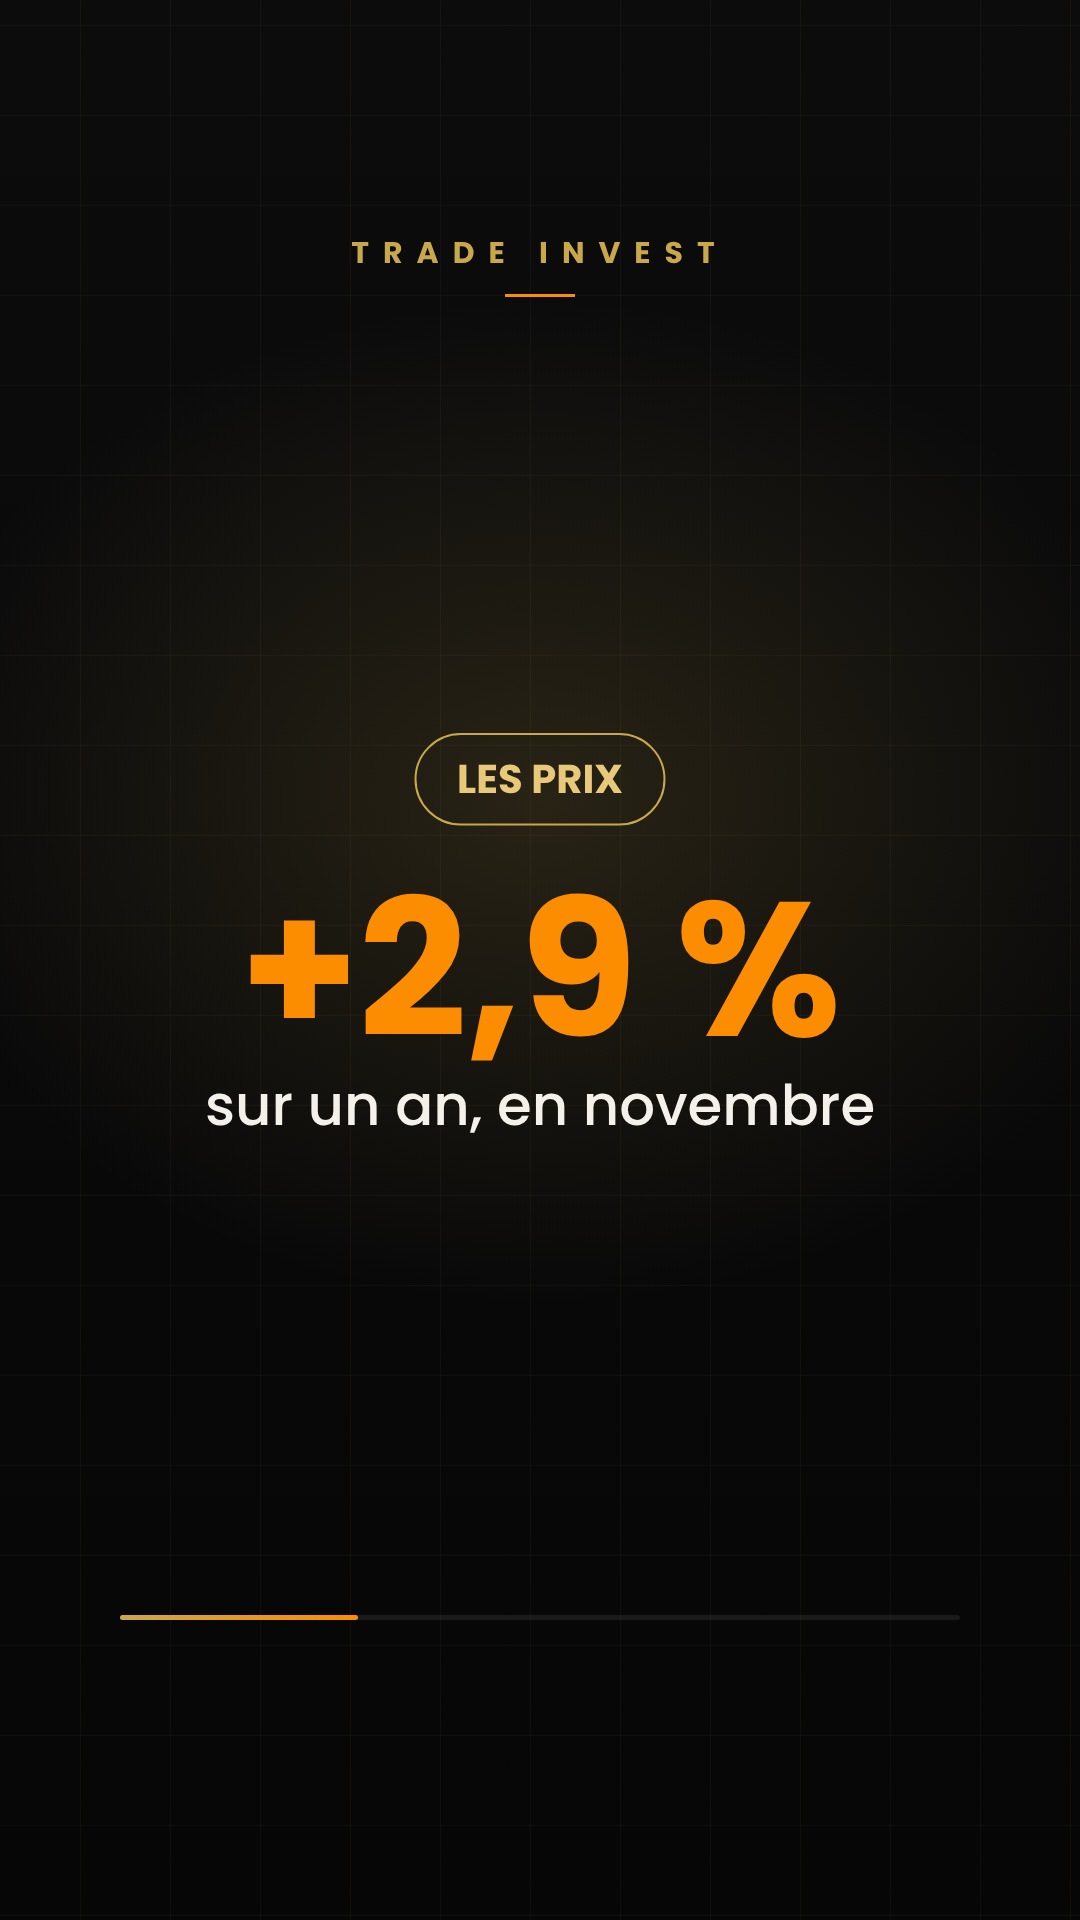 TRADE INVEST
LES PRIX
+2,9 %
sur un an, en novembre